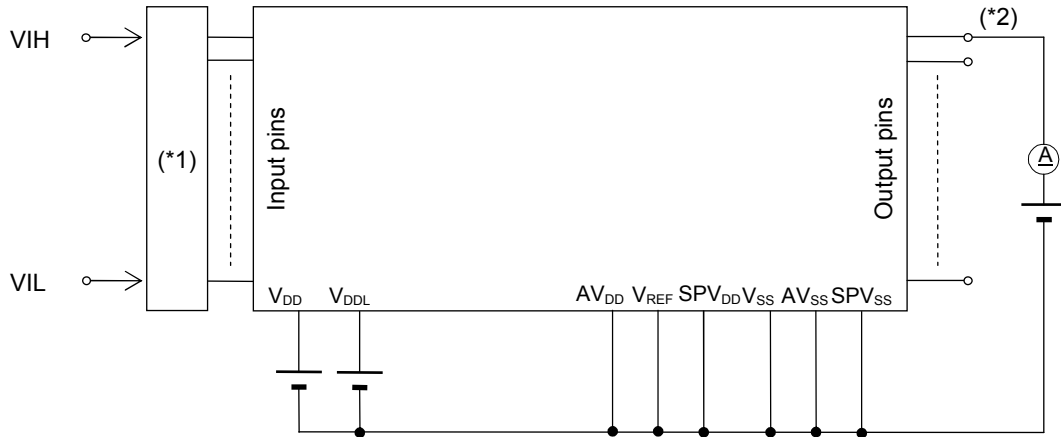 VIH
(*2)
Input pins
Output pins
(*1)
A
VIL
VDD VDDL AVDD VREF SPVDD VSS AVSS SPVSS